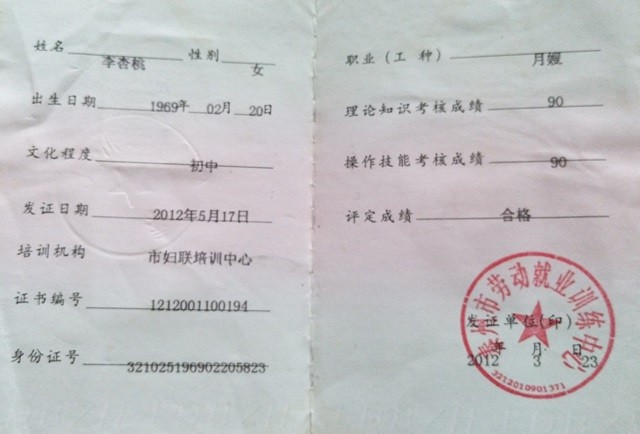 姓名 李杏桃 性别 女
出生日期 1969年 02月 20日
文化程度 初中
发证日期 2012年5月17日
培训机构 市妇联培训中心
证书编号 1212001100194
身份证号 321025196902205823
职业(工 种) 月嫂
理论知识考核成绩 90
操作技能考核成绩 90
评定成绩 合格
泰州市劳动就业训练中心
发证单位(印)
2012 年 3 月 23 日
3212010901371